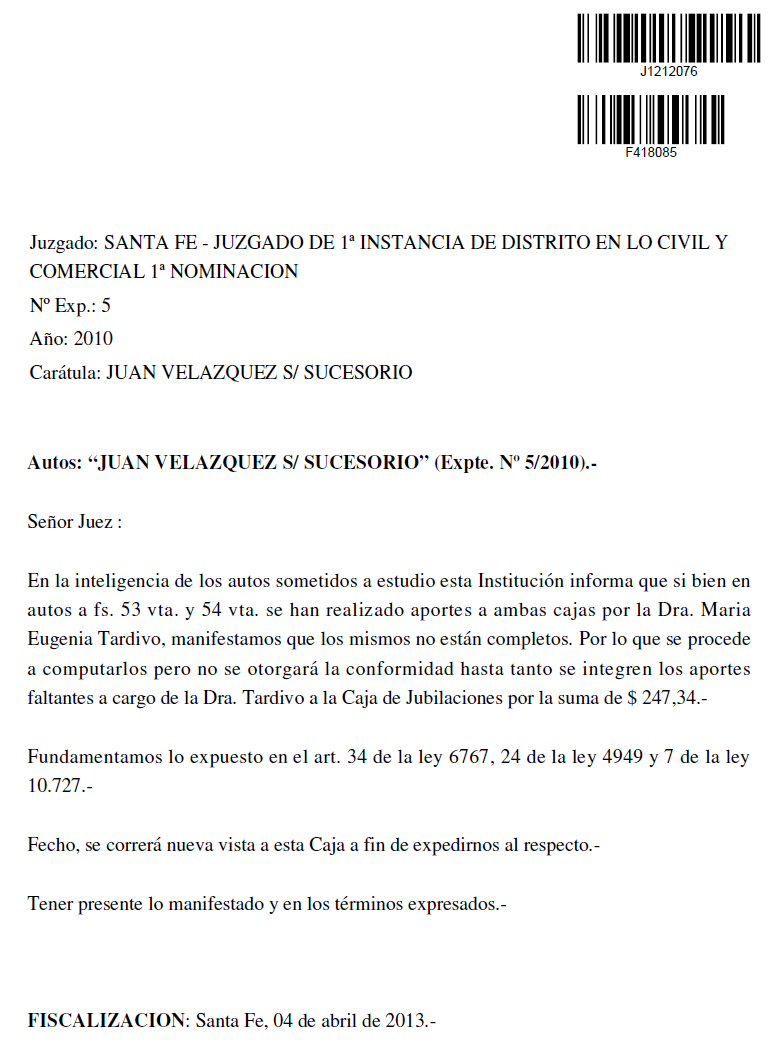 J1212076
F418085
Juzgado: SANTA FE - JUZGADO DE 1ª INSTANCIA DE DISTRITO EN LO CIVIL Y
COMERCIAL 1ª NOMINACION
Nº Exp.: 5
Año: 2010
Carátula: JUAN VELAZQUEZ S/ SUCESORIO
Autos: “JUAN VELAZQUEZ S/ SUCESORIO” (Expte. Nº 5/2010).-
Señor Juez :
En la inteligencia de los autos sometidos a estudio esta Institución informa que si bien en
autos a fs. 53 vta. y 54 vta. se han realizado aportes a ambas cajas por la Dra. Maria
Eugenia Tardivo, manifestamos que los mismos no están completos. Por lo que se procede
a computarlos pero no se otorgará la conformidad hasta tanto se integren los aportes
faltantes a cargo de la Dra. Tardivo a la Caja de Jubilaciones por la suma de $ 247,34.-
Fundamentamos lo expuesto en el art. 34 de la ley 6767, 24 de la ley 4949 y 7 de la ley
10.727.-
Fecho, se correrá nueva vista a esta Caja a fin de expedirnos al respecto.-
Tener presente lo manifestado y en los términos expresados.-
FISCALIZACION: Santa Fe, 04 de abril de 2013.-